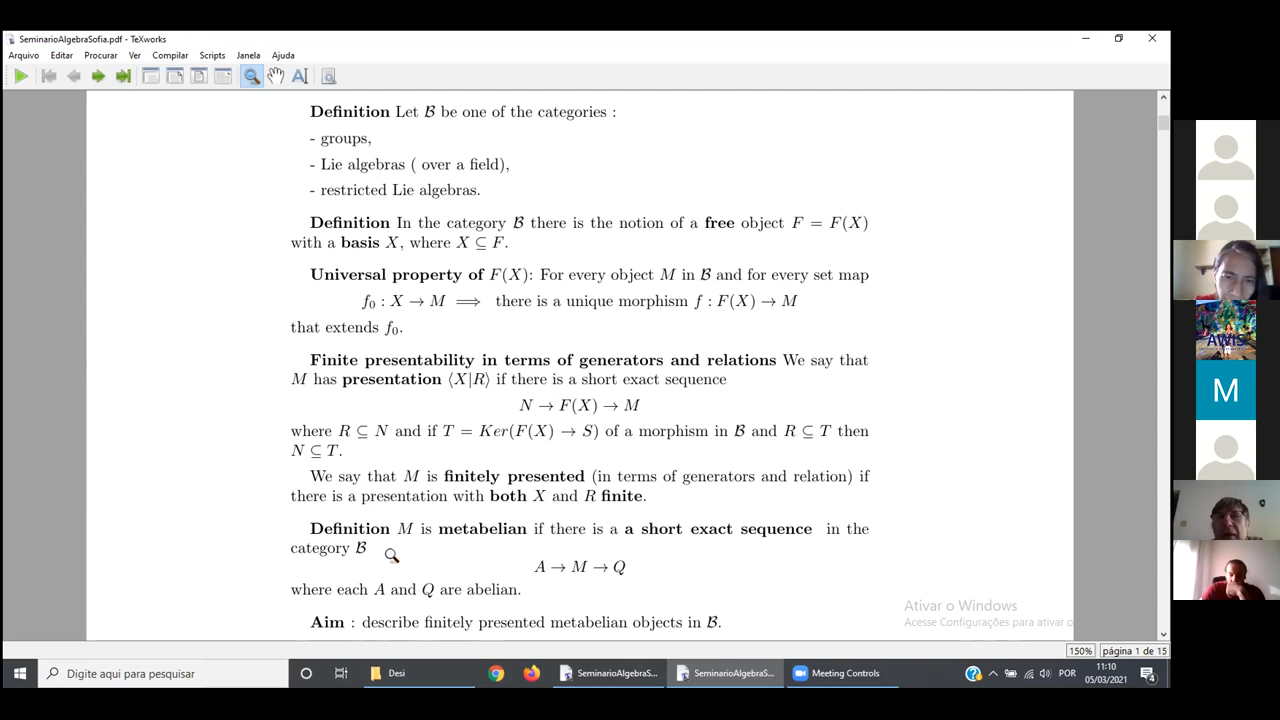 SeminarioAlgebraSofia.pdf - TeXworks
Arquivo Editar Procurar Ver Compilar Scripts Janela Ajuda
Definition Let ℬ be one of the categories :
- groups,
- Lie algebras ( over a field),
- restricted Lie algebras.
Definition In the category ℬ there is the notion of a free object F = F(X)
with a basis X, where X ⊆ F.
Universal property of F(X): For every object M in ℬ and for every set map
f₀ : X → M ⟹ there is a unique morphism f : F(X) → M
that extends f₀.
Finite presentability in terms of generators and relations We say that
M has presentation ⟨X|R⟩ if there is a short exact sequence
N → F(X) → M
where R ⊆ N and if T = Ker(F(X) → S) of a morphism in ℬ and R ⊆ T then
N ⊆ T.
We say that M is finitely presented (in terms of generators and relation) if
there is a presentation with both X and R finite.
Definition M is metabelian if there is a a short exact sequence in the
category ℬ
A → M → Q
where each A and Q are abelian.
Aim : describe finitely presented metabelian objects in ℬ.
Ativar o Windows
Acesse Configurações para ativar o
150% página 1 de 15
Digite aqui para pesquisar
Desi
SeminarioAlgebraS...
SeminarioAlgebraS...
Meeting Controls
POR
11:10
05/03/2021
4
AWIS
M